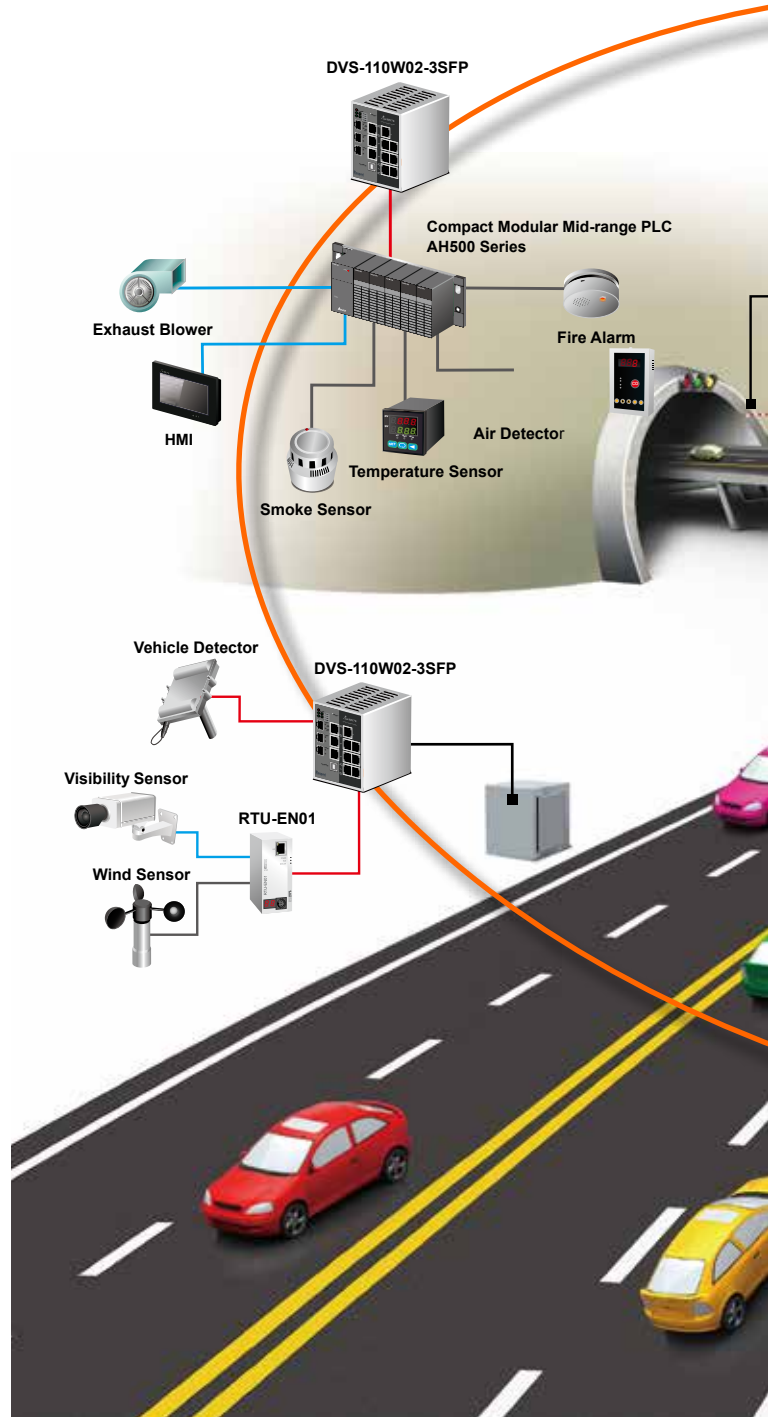 DVS-110W02-3SFP
Compact Modular Mid-range PLC
AH500 Series
Exhaust Blower
Fire Alarm
HMI
Air Detector
Temperature Sensor
Smoke Sensor
Vehicle Detector
DVS-110W02-3SFP
Visibility Sensor
RTU-EN01
Wind Sensor